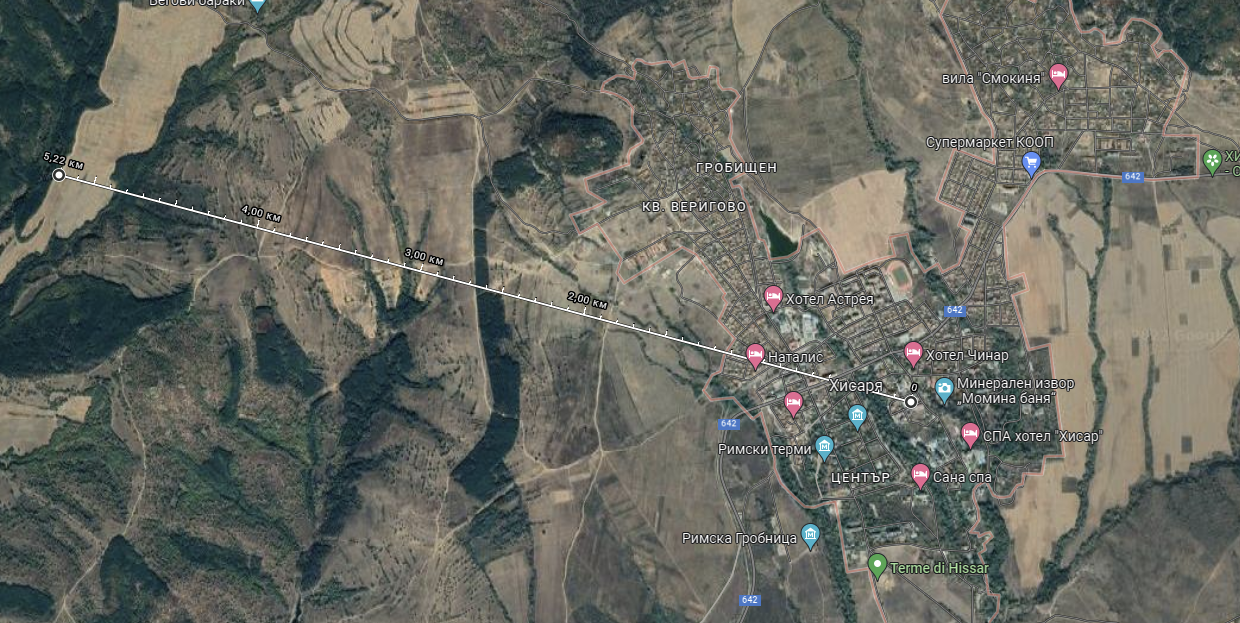 Бегови бараки
вила "Смокиня"
Супермаркет КООП
642
5,22 км
ГРОБИЩЕН
КВ. ВЕРИГОВО
4,00 км
3,00 км
2,00 км
Хотел Астрея
642
Наталис
Хотел Чинар
Хисаря
0
Минерален извор
„Момина баня“
642
Римски терми
СПА хотел "Хисар"
ЦЕНТЪР
Сана спа
Римска Гробница
Terme di Hissar
642